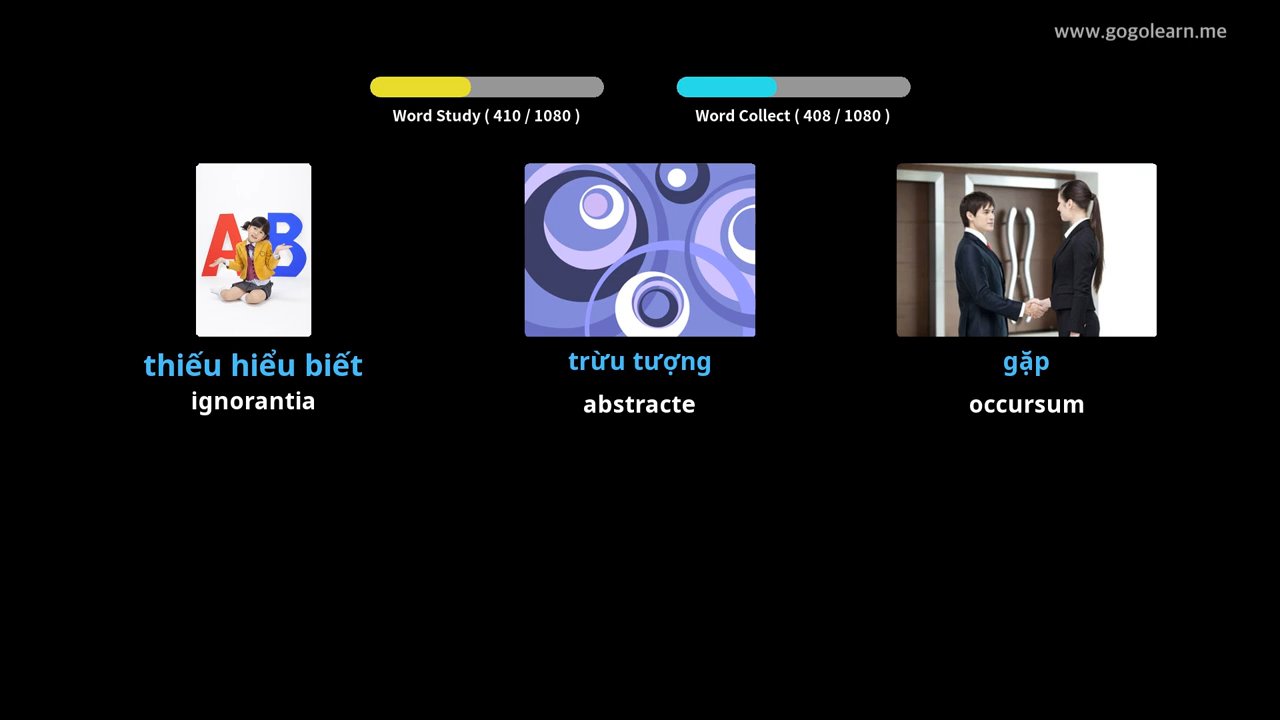 www.gogolearn.me
Word Study ( 410 / 1080 )
Word Collect ( 408 / 1080 )
AB
thiếu hiểu biết
ignorantia
trừu tượng
abstracte
gặp
occursum